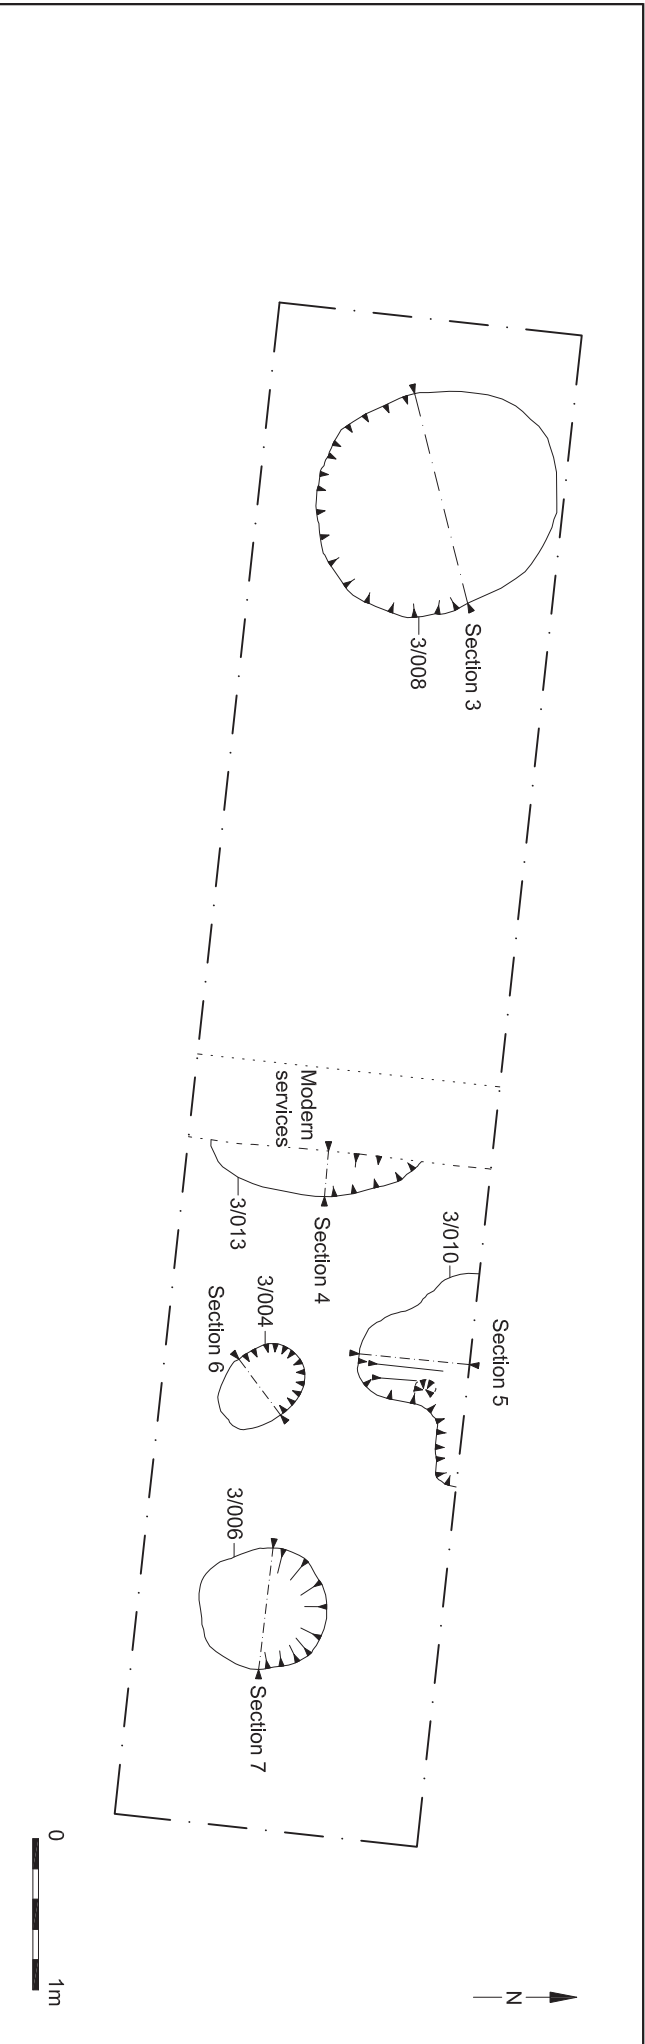 Section 3
3/008
Modern
services
3/013
Section 4
3/010
Section 5
3/004
Section 6
3/006
Section 7
0
1m
N